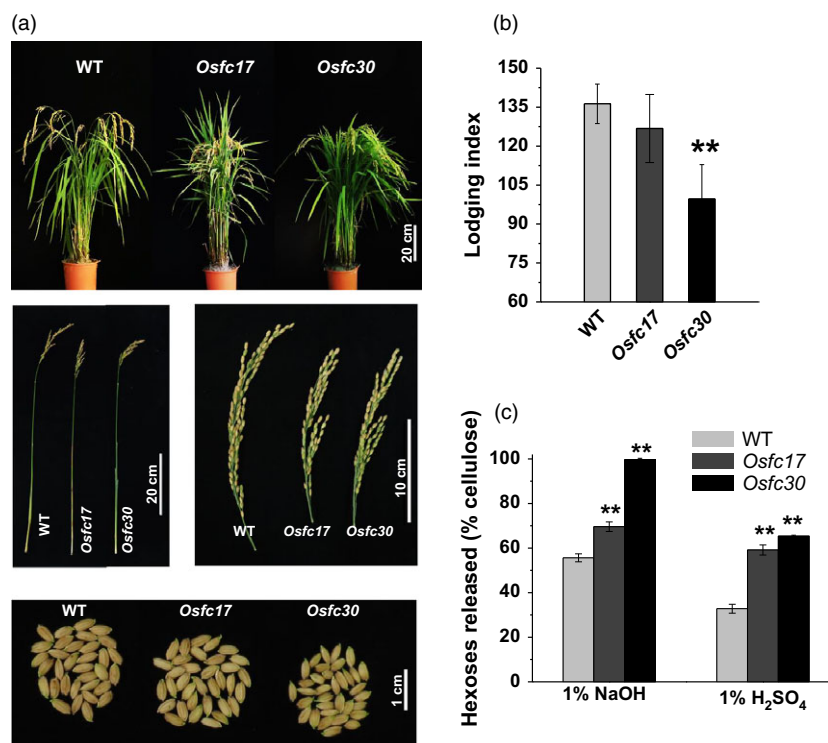 (a)
WT Osfc17 Osfc30
20 cm
WT
Osfc17
Osfc30
20 cm
WT Osfc17 Osfc30
10 cm
WT Osfc17 Osfc30
1 cm
(b)
Lodging index
150
135
120
105
90
75
60
**
WT
Osfc17
Osfc30
(c)
Hexoses released (% cellulose)
WT
Osfc17
Osfc30
100
80
60
40
20
0
**
**
**
**
1% NaOH 1% H₂SO₄